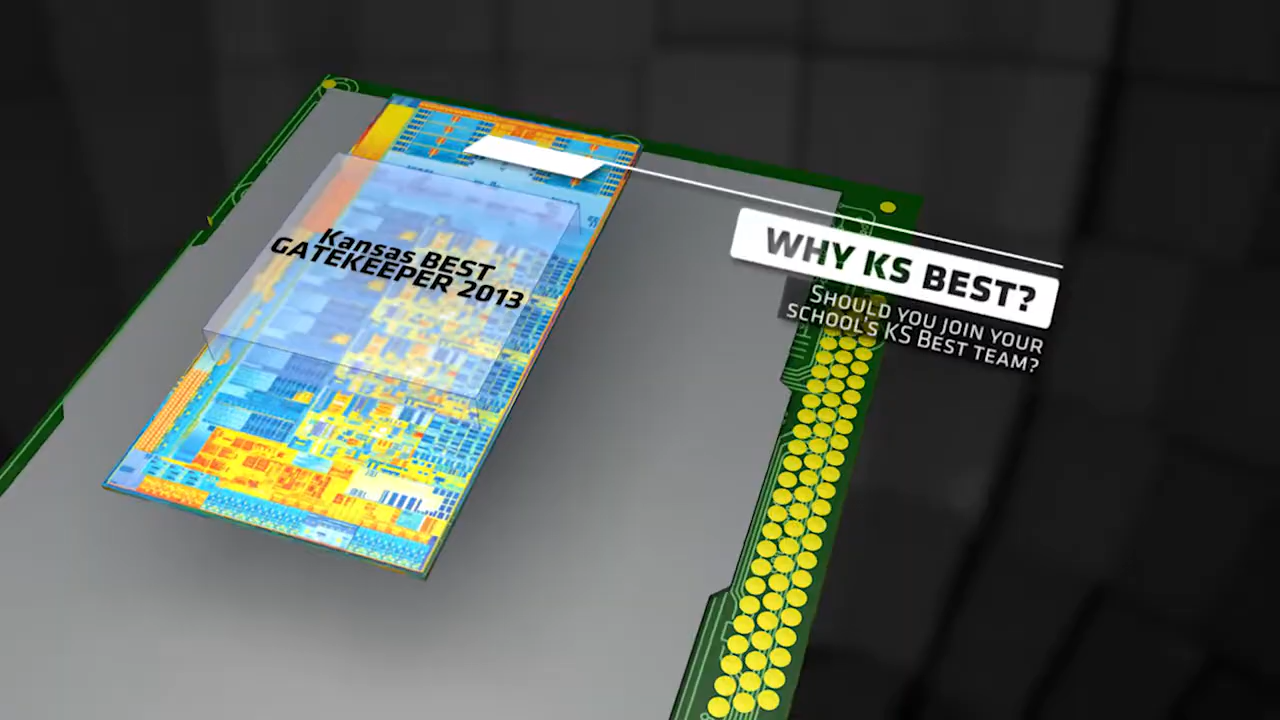 Kansas BEST
GATEKEEPER 2013
WHY KS BEST?
SHOULD YOU JOIN YOUR
SCHOOL'S KS BEST TEAM?